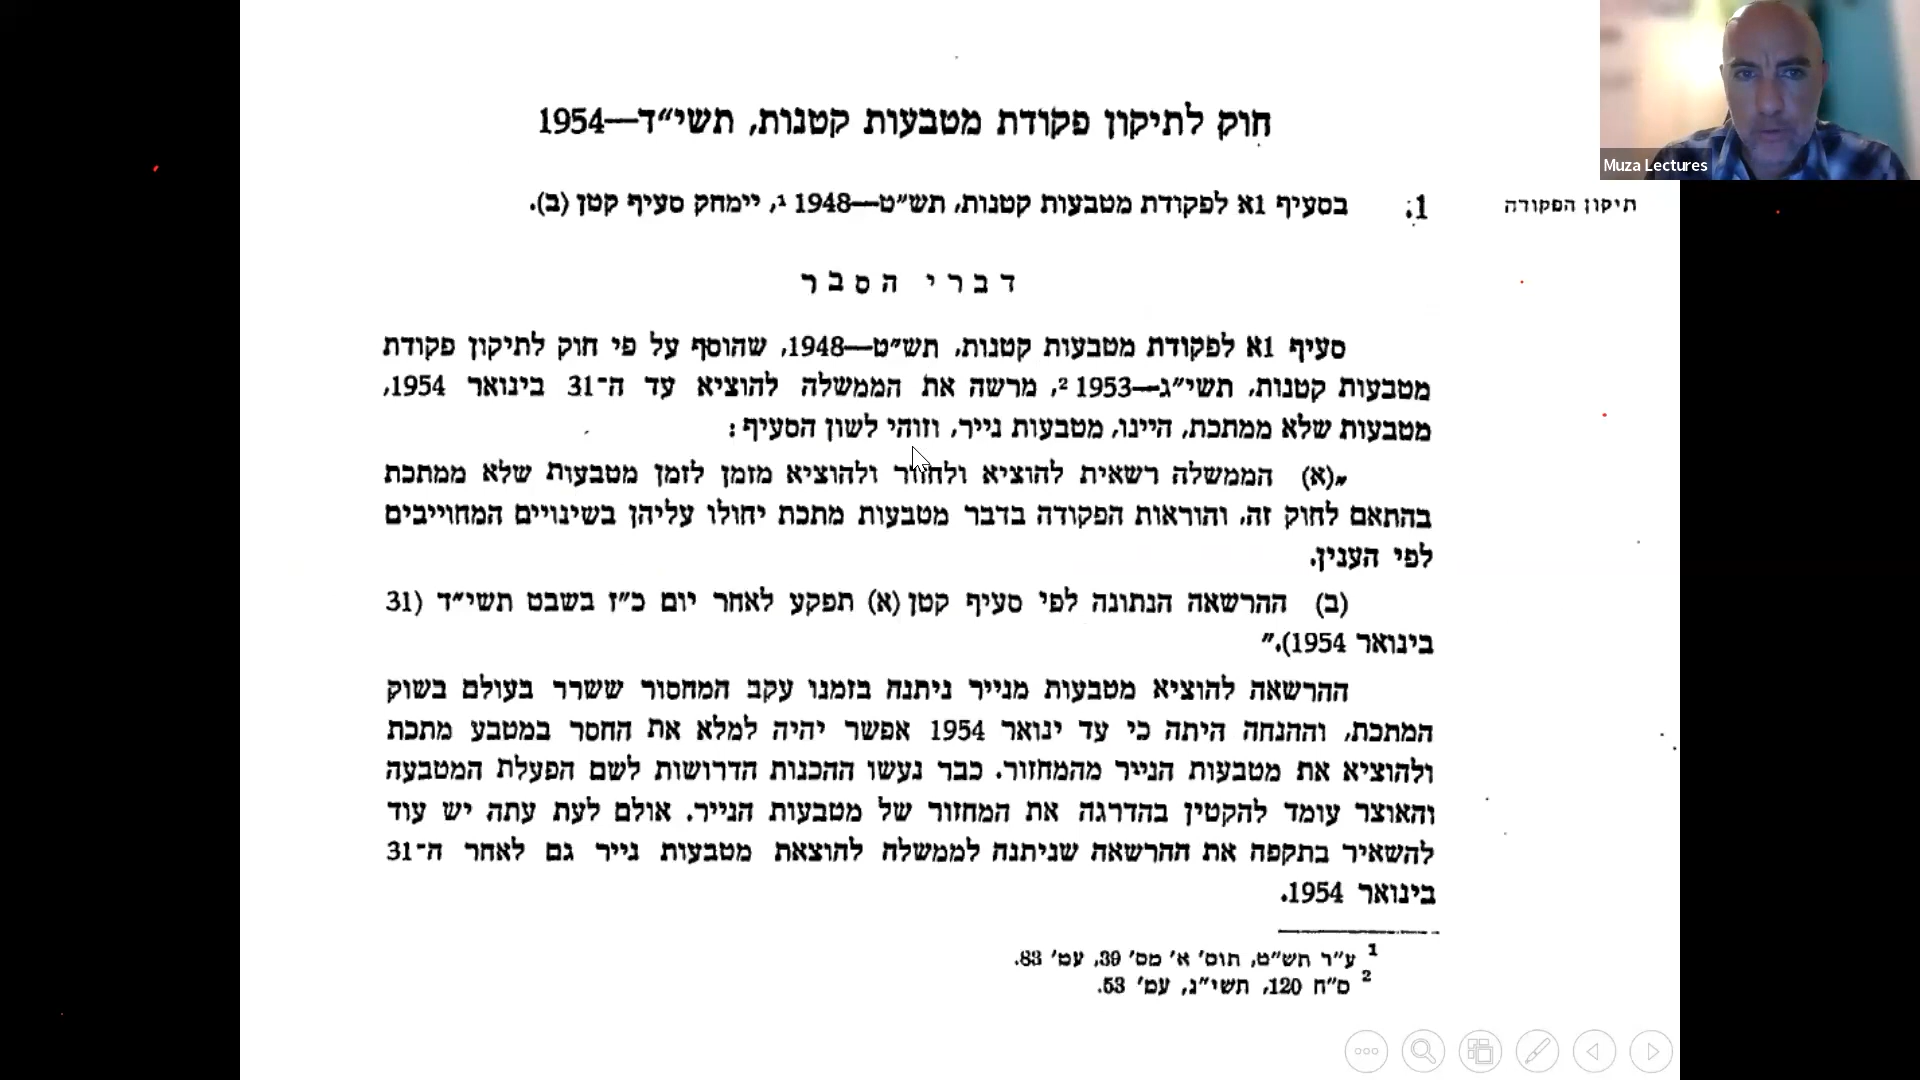 חוק לתיקון פקודת מטבעות קטנות, תשי״ד—1954
Muza Lectures
תיקון הפקודה
1. בסעיף 1א לפקודת מטבעות קטנות, תש״ט—1948 ¹, יימחק סעיף קטן (ב).
דברי הסבר
סעיף 1א לפקודת מטבעות קטנות, תש״ט—1948, שהוסף על פי חוק לתיקון פקודת
מטבעות קטנות, תשי״ג—1953 ², מרשה את הממשלה להוציא עד ה־31 בינואר 1954,
מטבעות שלא ממתכת, היינו, מטבעות נייר, וזוהי לשון הסעיף:
„(א) הממשלה רשאית להוציא ולחזור ולהוציא מזמן לזמן מטבעות שלא ממתכת
בהתאם לחוק זה, והוראות הפקודה בדבר מטבעות מתכת יחולו עליהן בשינויים המחוייבים
לפי הענין.
(ב) ההרשאה הנתונה לפי סעיף קטן (א) תפקע לאחר יום כ״ז בשבט תשי״ד (31
בינואר 1954).״
ההרשאה להוציא מטבעות מנייר ניתנה בזמנו עקב המחסור ששרר בעולם בשוק
המתכת, וההנחה היתה כי עד ינואר 1954 אפשר יהיה למלא את החסר במטבע מתכת
ולהוציא את מטבעות הנייר מהמחזור. כבר נעשו ההכנות הדרושות לשם הפעלת המטבעה
והאוצר עומד להקטין בהדרגה את המחזור של מטבעות הנייר. אולם לעת עתה יש עוד
להשאיר בתקפה את ההרשאה שניתנה לממשלה להוצאת מטבעות נייר גם לאחר ה־31
בינואר 1954.
¹ ע״ר תש״ט, תוס׳ א׳ מס׳ 39, עמ׳ 83.
² ס״ח 120, תשי״ג, עמ׳ 53.